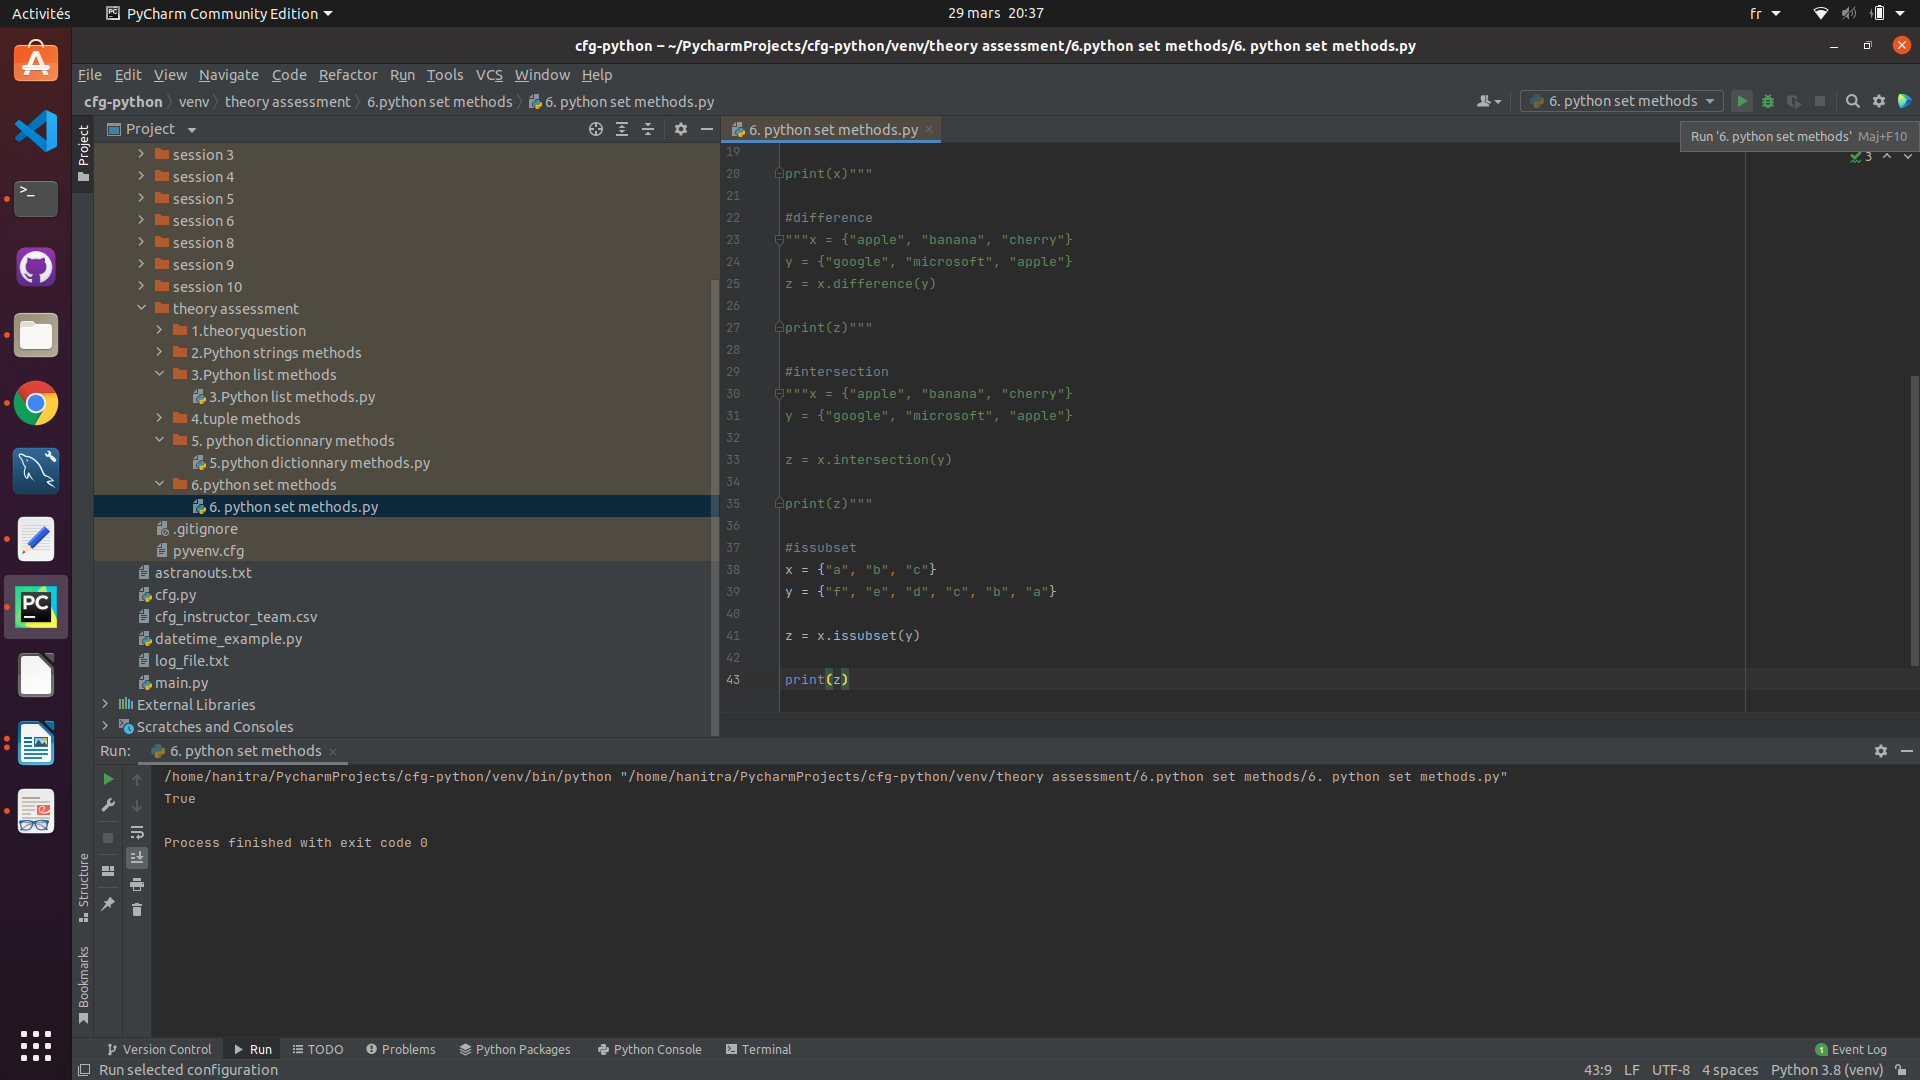 Activités PyCharm Community Edition 29 mars 20:37 fr
cfg-python – ~/PycharmProjects/cfg-python/venv/theory assessment/6.python set methods/6. python set methods.py
File Edit View Navigate Code Refactor Run Tools VCS Window Help
cfg-python venv theory assessment 6.python set methods 6. python set methods.py 6. python set methods
Project
Project
6. python set methods.py
Run '6. python set methods' Maj+F10
3
session 3
session 4
session 5
session 6
session 8
session 9
session 10
theory assessment
1.theoryquestion
2.Python strings methods
3.Python list methods
3.Python list methods.py
4.tuple methods
5. python dictionnary methods
5.python dictionnary methods.py
6.python set methods
6. python set methods.py
.gitignore
pyvenv.cfg
astranouts.txt
cfg.py
cfg_instructor_team.csv
datetime_example.py
log_file.txt
main.py
External Libraries
Scratches and Consoles
19
20 print(x)"""
21
22 #difference
23 """x = {"apple", "banana", "cherry"}
24 y = {"google", "microsoft", "apple"}
25 z = x.difference(y)
26
27 print(z)"""
28
29 #intersection
30 """x = {"apple", "banana", "cherry"}
31 y = {"google", "microsoft", "apple"}
32
33 z = x.intersection(y)
34
35 print(z)"""
36
37 #issubset
38 x = {"a", "b", "c"}
39 y = {"f", "e", "d", "c", "b", "a"}
40
41 z = x.issubset(y)
42
43 print(z)
Run: 6. python set methods
/home/hanitra/PycharmProjects/cfg-python/venv/bin/python "/home/hanitra/PycharmProjects/cfg-python/venv/theory assessment/6.python set methods/6. python set methods.py"
True
Process finished with exit code 0
Structure
Bookmarks
Version Control Run TODO Problems Python Packages Python Console Terminal 1 Event Log
Run selected configuration 43:9 LF UTF-8 4 spaces Python 3.8 (venv)